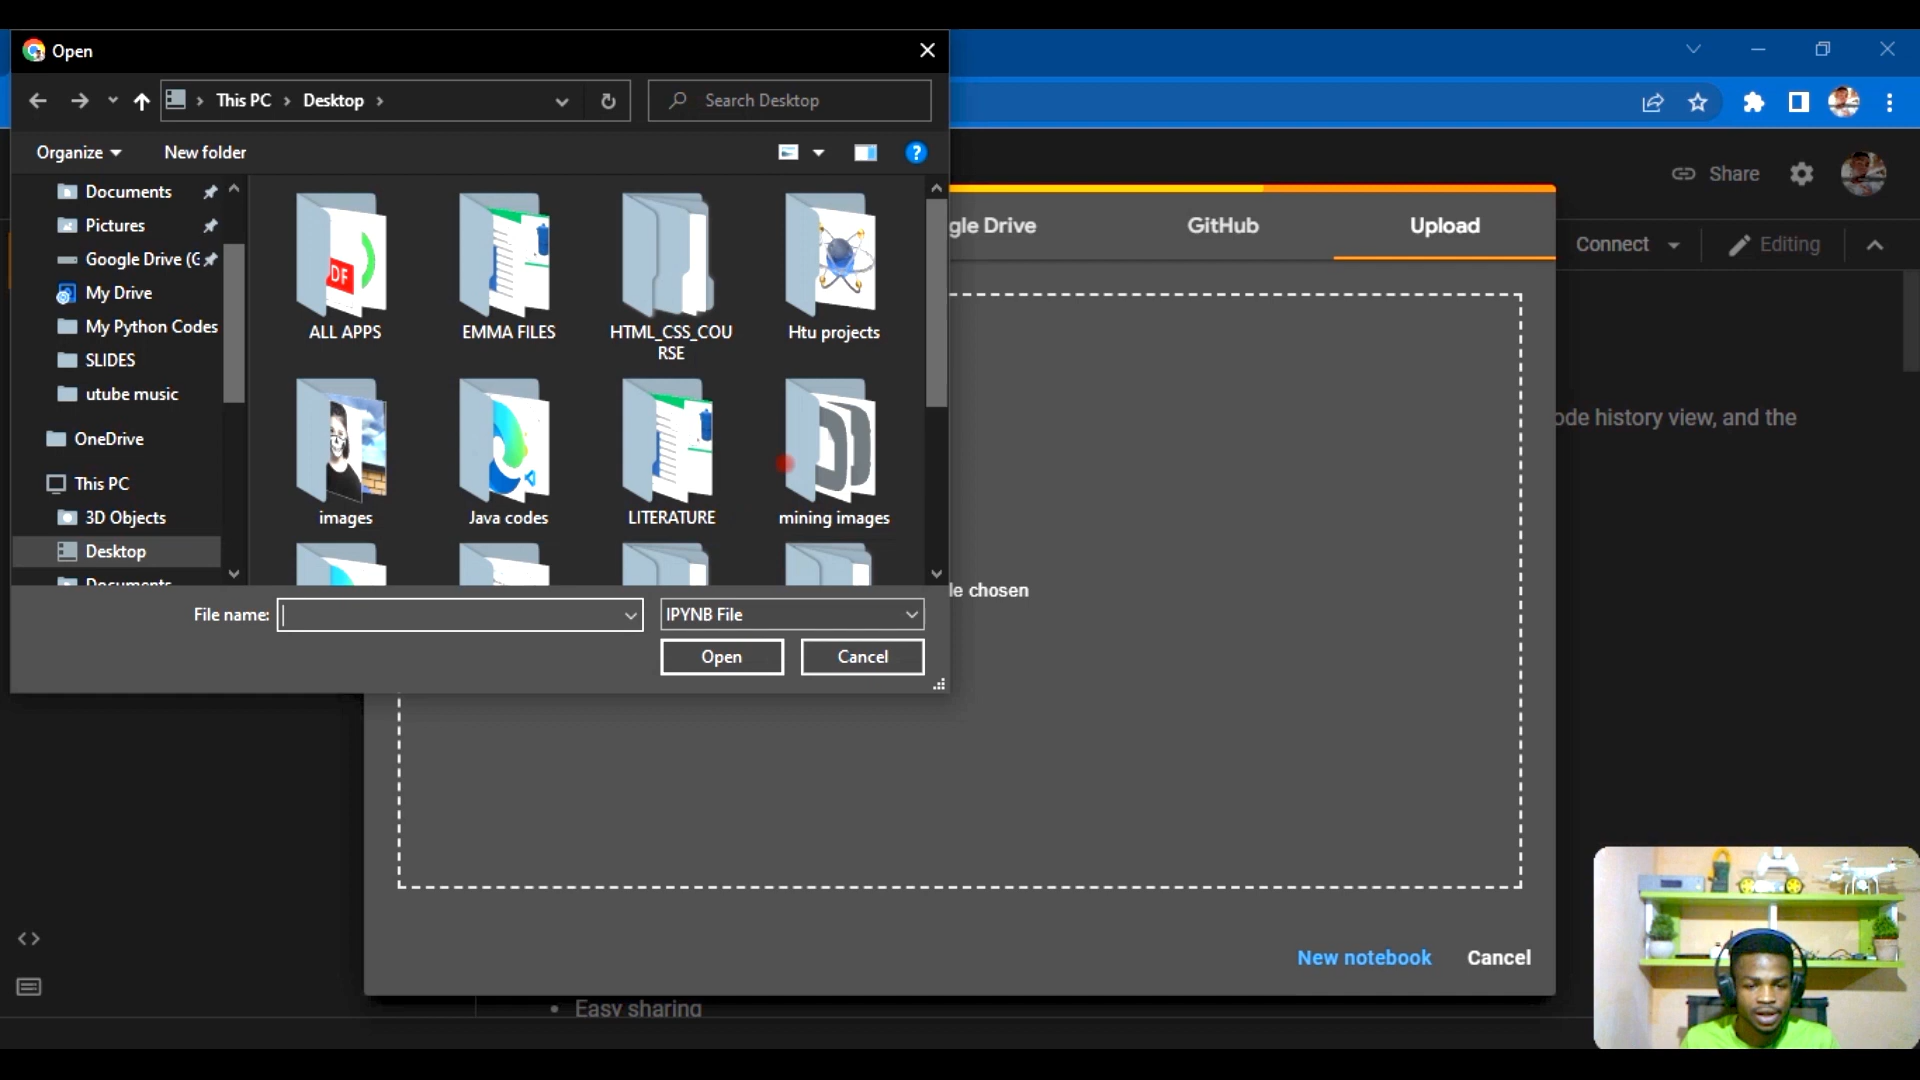 Open
This PC > Desktop >
Search Desktop
Organize
New folder
?
Documents
Pictures
Google Drive (G
My Drive
My Python Codes
SLIDES
utube music
OneDrive
This PC
3D Objects
Desktop
Documents
ALL APPS
EMMA FILES
HTML_CSS_COU
RSE
Htu projects
images
Java codes
LITERATURE
mining images
File name:
IPYNB File
Open
Cancel
Share
gle Drive
GitHub
Upload
Connect
Editing
ode history view, and the
le chosen
New notebook
Cancel
Easy sharing